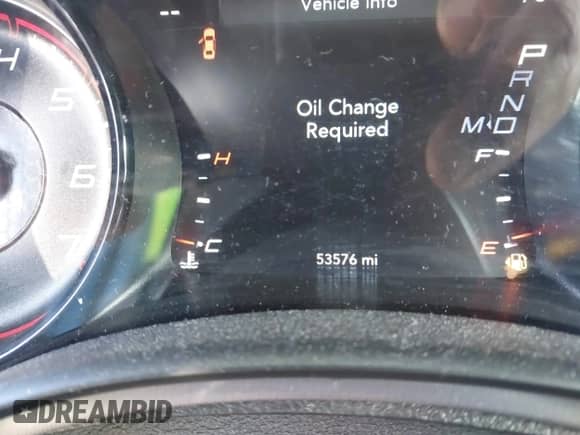 Vehicle Info
--
P
R
N
M D
H
5
6
7
Oil Change
Required
H
F
C
E
53576 mi
DREAMBID